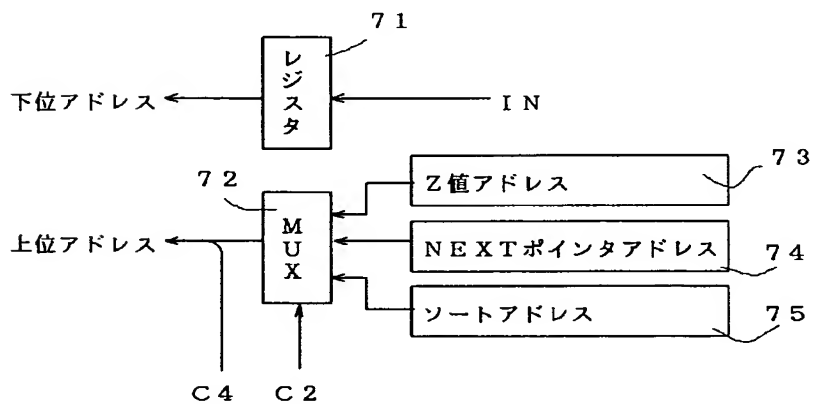 71
レジスタ
下位アドレス
IN
73
Z値アドレス
72
MUX
上位アドレス
NEXTポインタアドレス
74
ソートアドレス
75
C4
C2